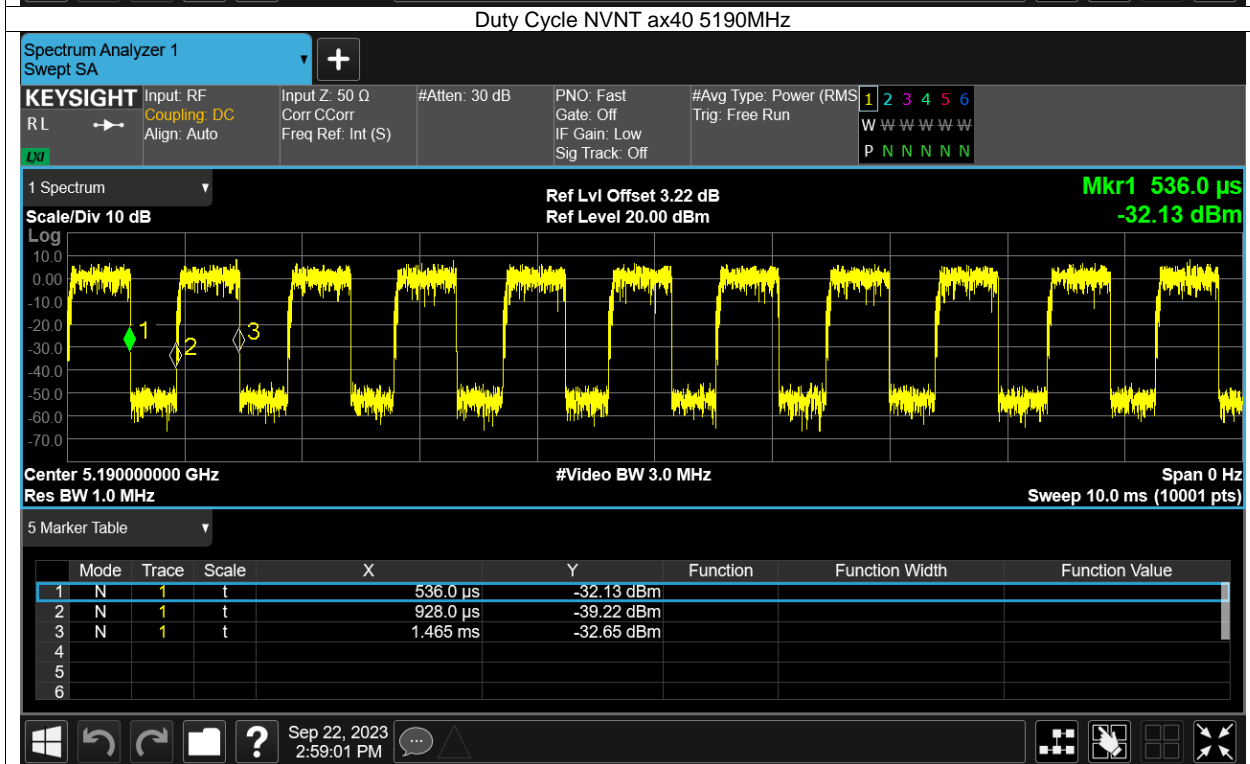 Duty Cycle NVNT ax40 5190MHz
Spectrum Analyzer 1
Swept SA
+
KEYSIGHT Input: RF Input Z: 50 Ω #Atten: 30 dB PNO: Fast #Avg Type: Power (RMS 1 2 3 4 5 6
RL Coupling: DC Corr CCorr Gate: Off Trig: Free Run W W W W W W
Align: Auto Freq Ref: Int (S) IF Gain: Low
LXI Sig Track: Off P N N N N N
1 Spectrum
Ref Lvl Offset 3.22 dB Mkr1 536.0 µs
Scale/Div 10 dB Ref Level 20.00 dBm -32.13 dBm
Log
10.0
0.00
-10.0
-20.0
-30.0
-40.0
-50.0
-60.0
-70.0
1
2
3
Center 5.190000000 GHz #Video BW 3.0 MHz Span 0 Hz
Res BW 1.0 MHz Sweep 10.0 ms (10001 pts)
5 Marker Table
Mode Trace Scale X Y Function Function Width Function Value
1 N 1 t 536.0 µs -32.13 dBm
2 N 1 t 928.0 µs -39.22 dBm
3 N 1 t 1.465 ms -32.65 dBm
4
5
6
? Sep 22, 2023
2:59:01 PM